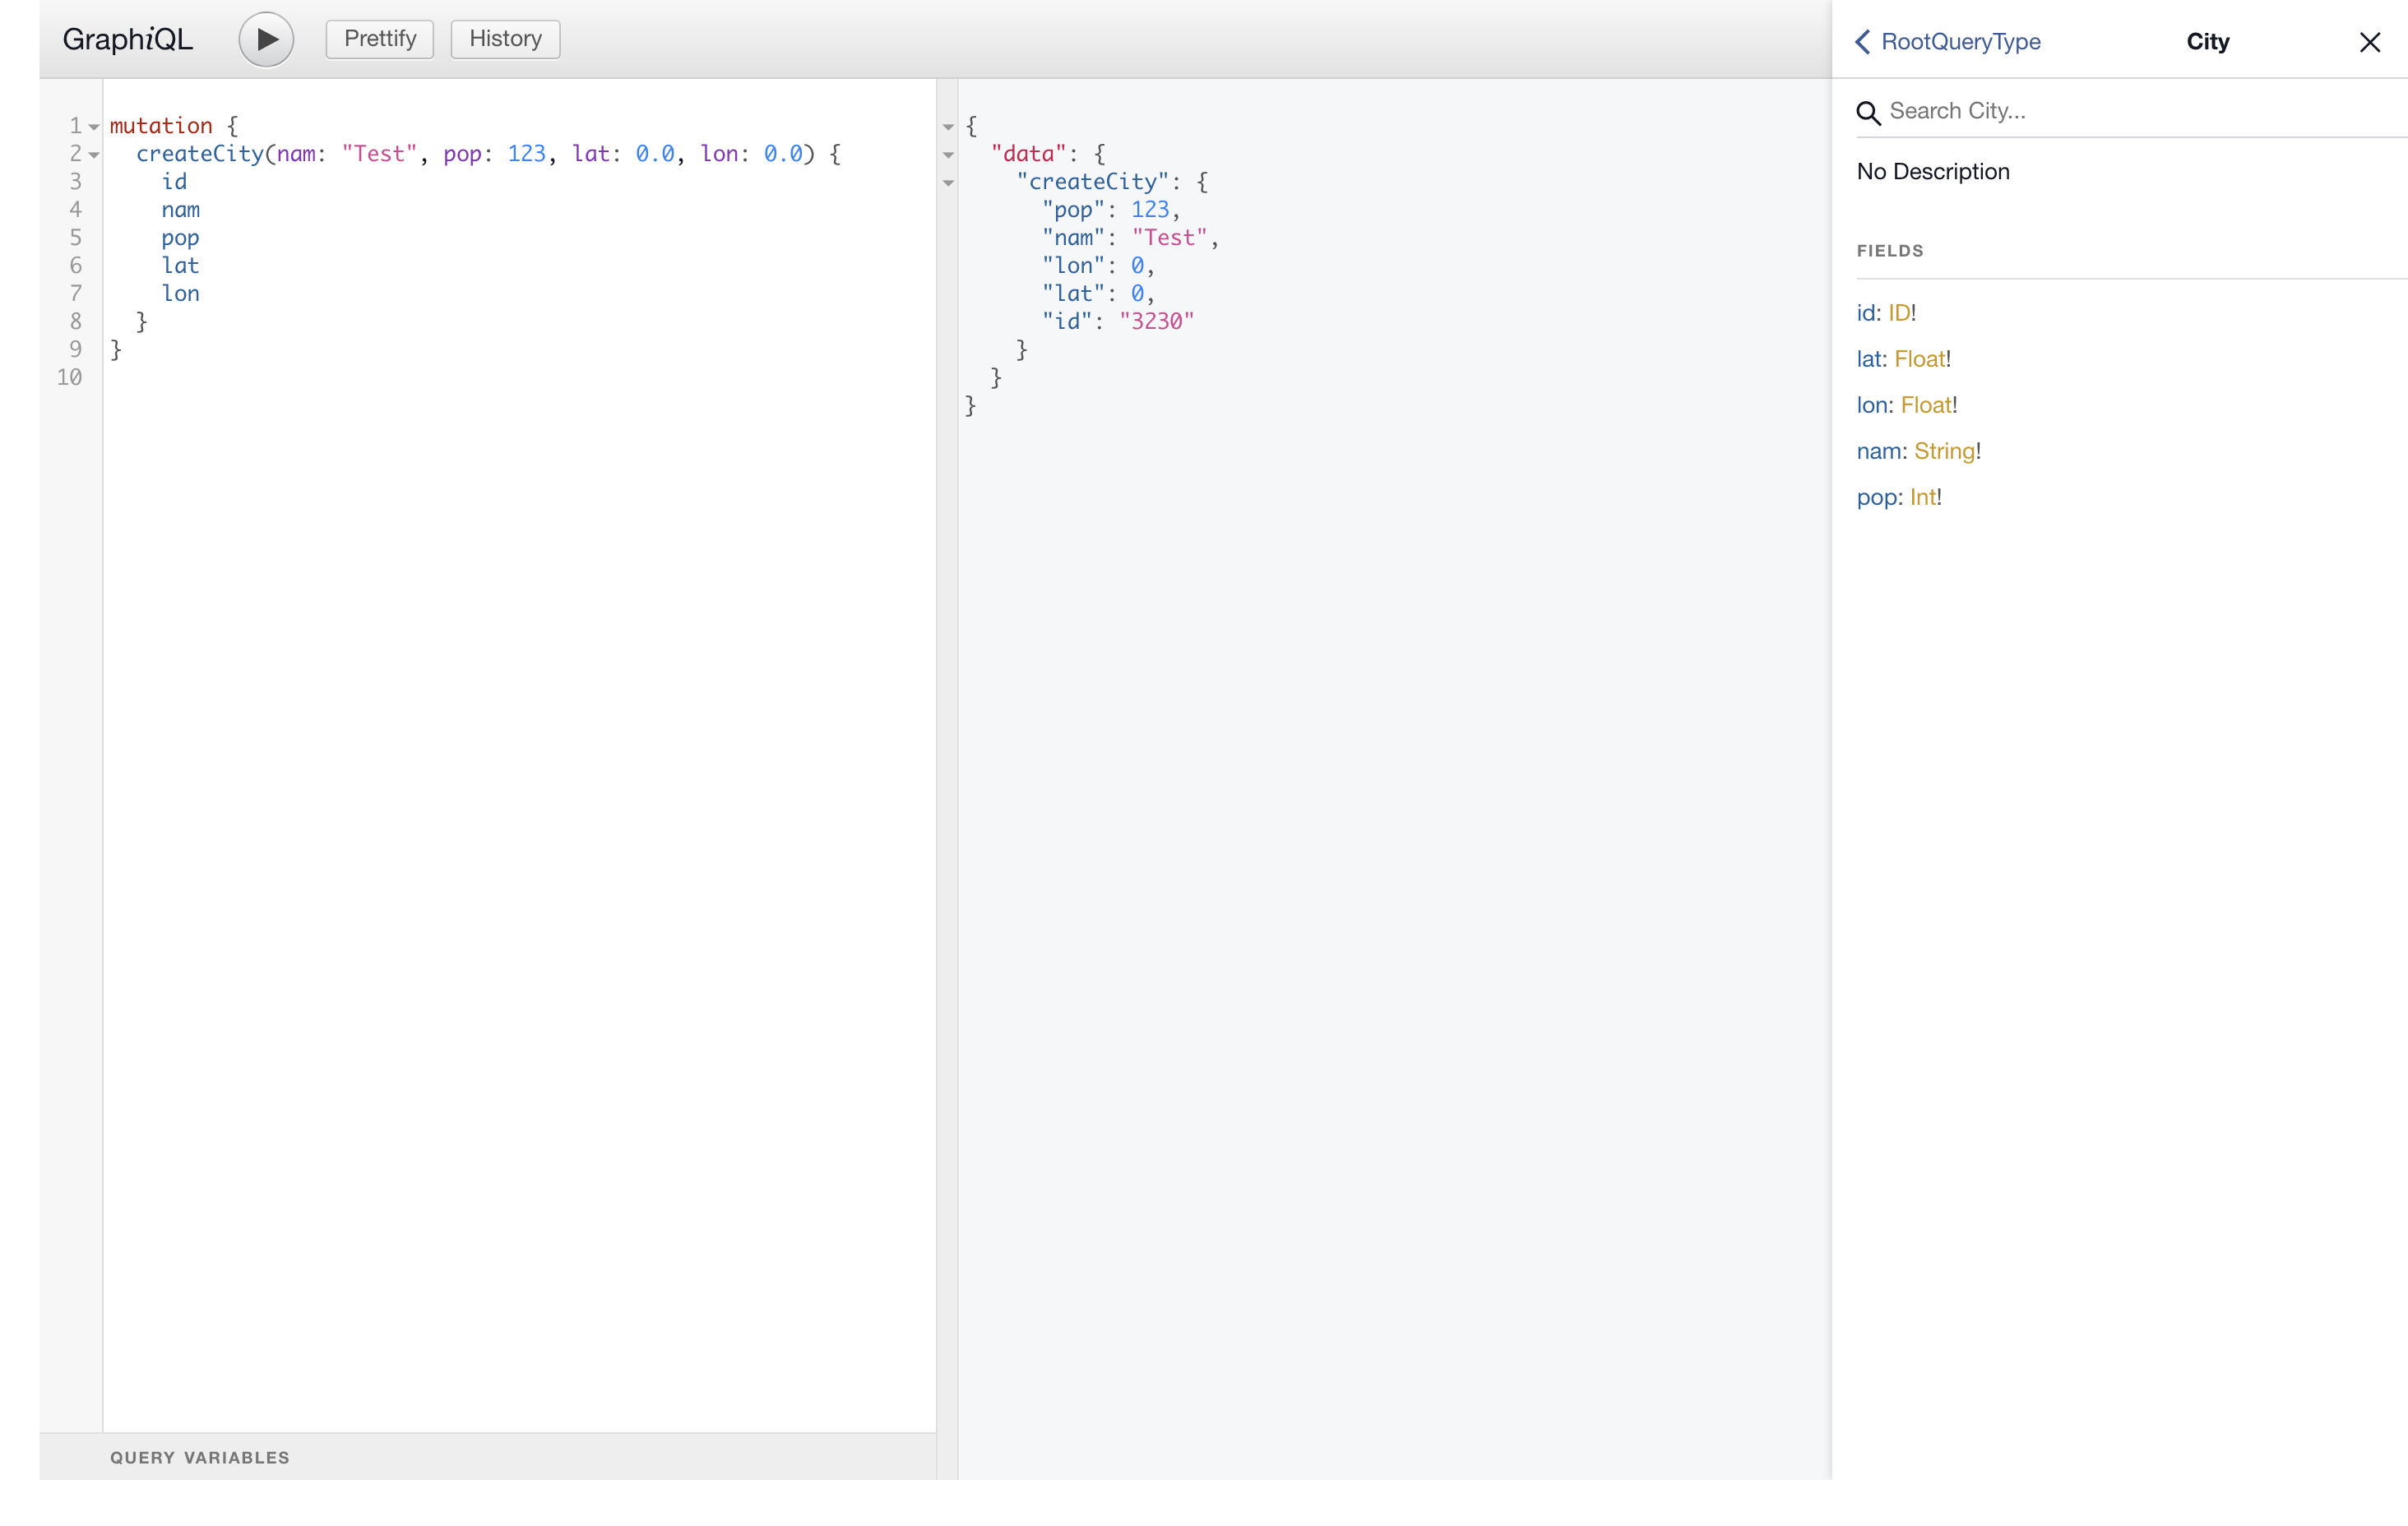 GraphiQL
Prettify
History
1 mutation {
2   createCity(nam: "Test", pop: 123, lat: 0.0, lon: 0.0) {
3     id
4     nam
5     pop
6     lat
7     lon
8   }
9 }
10
QUERY VARIABLES
{
  "data": {
    "createCity": {
      "pop": 123,
      "nam": "Test",
      "lon": 0,
      "lat": 0,
      "id": "3230"
    }
  }
}
RootQueryType
City
Search City...
No Description
FIELDS
id: ID!
lat: Float!
lon: Float!
nam: String!
pop: Int!